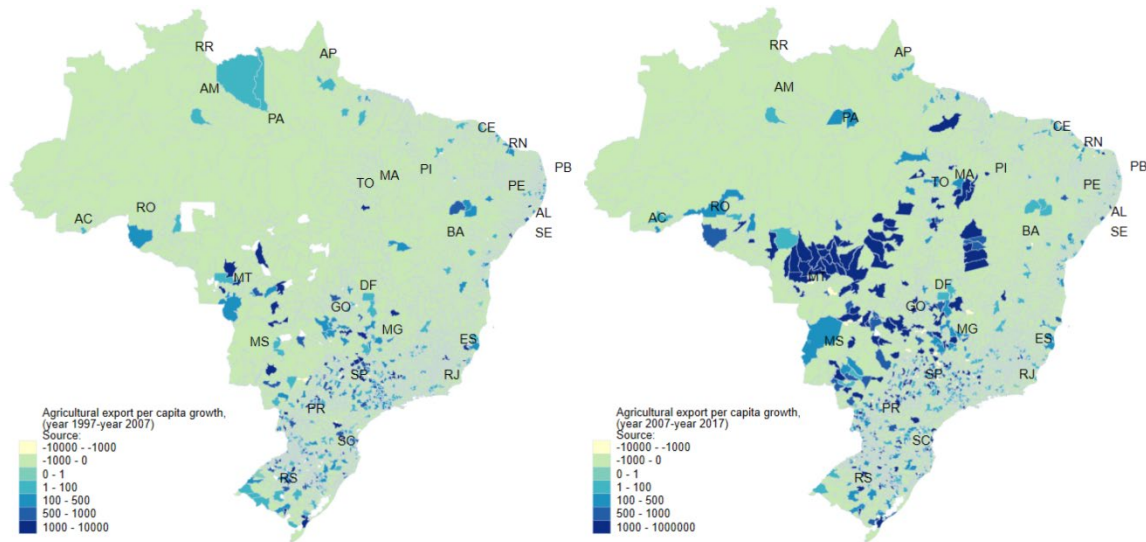 RR
AP
AM
PA
CE
RN
PB
MA
PI
TO
PE
AC
RO
AL
SE
BA
MT
DF
GO
MS
MG
ES
SP
RJ
PR
SC
RS
Agricultural export per capita growth,
(year 1997-year 2007)
Source:
-10000 - -1000
-1000 - 0
0 - 1
1 - 100
100 - 500
500 - 1000
1000 - 10000
RR
AP
AM
PA
CE
RN
PB
MA
PI
TO
PE
AC
RO
AL
SE
BA
MT
DF
GO
MS
MG
ES
SP
RJ
PR
SC
RS
Agricultural export per capita growth,
(year 2007-year 2017)
Source:
-10000 - -1000
-1000 - 0
0 - 1
1 - 100
100 - 500
500 - 1000
1000 - 1000000